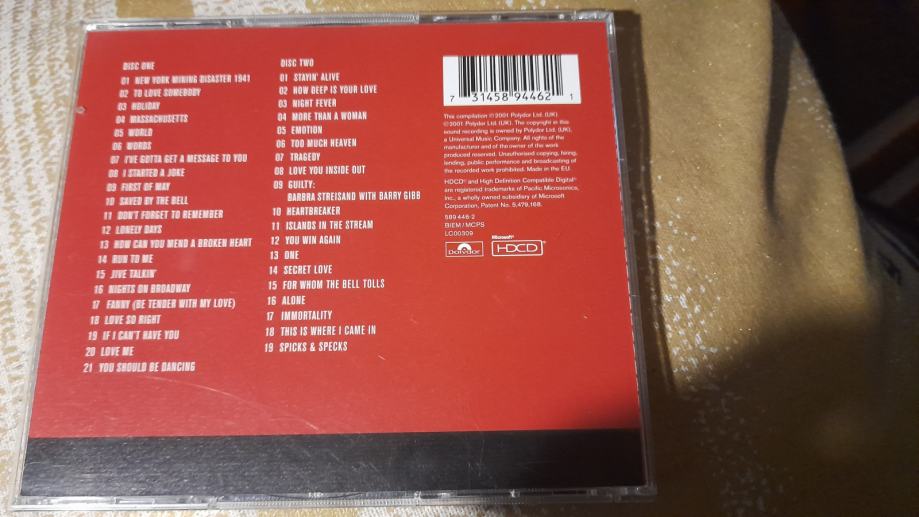 DISC ONE
01 NEW YORK MINING DISASTER 1941
02 TO LOVE SOMEBODY
03 HOLIDAY
04 MASSACHUSETTS
05 WORLD
06 WORDS
07 I'VE GOTTA GET A MESSAGE TO YOU
08 I STARTED A JOKE
09 FIRST OF MAY
10 SAVED BY THE BELL
11 DON'T FORGET TO REMEMBER
12 LONELY DAYS
13 HOW CAN YOU MEND A BROKEN HEART
14 RUN TO ME
15 JIVE TALKIN'
16 NIGHTS ON BROADWAY
17 FANNY (BE TENDER WITH MY LOVE)
18 LOVE SO RIGHT
19 IF I CAN'T HAVE YOU
20 LOVE ME
21 YOU SHOULD BE DANCING
DISC TWO
01 STAYIN' ALIVE
02 HOW DEEP IS YOUR LOVE
03 NIGHT FEVER
04 MORE THAN A WOMAN
05 EMOTION
06 TOO MUCH HEAVEN
07 TRAGEDY
08 LOVE YOU INSIDE OUT
09 GUILTY:
BARBRA STREISAND WITH BARRY GIBB
10 HEARTBREAKER
11 ISLANDS IN THE STREAM
12 YOU WIN AGAIN
13 ONE
14 SECRET LOVE
15 FOR WHOM THE BELL TOLLS
16 ALONE
17 IMMORTALITY
18 THIS IS WHERE I CAME IN
19 SPICKS & SPECKS
7 31458 94462 1
This compilation ℗ 2001 Polydor Ltd. (UK)
© 2001 Polydor Ltd. (UK). The copyright in this
sound recording is owned by Polydor Ltd. (UK),
a Universal Music Company. All rights of the
manufacturer and of the owner of the work
produced reserved. Unauthorised copying, hiring,
lending, public performance and broadcasting of
the recorded work prohibited. Made in the EU.
HDCD® and High Definition Compatible Digital®
are registered trademarks of Pacific Microsonics,
Inc., a wholly owned subsidiary of Microsoft
Corporation, Patent No. 5,479,168.
589 446-2
BIEM / MCPS
LC00309
Polydor
Microsoft®
HDCD